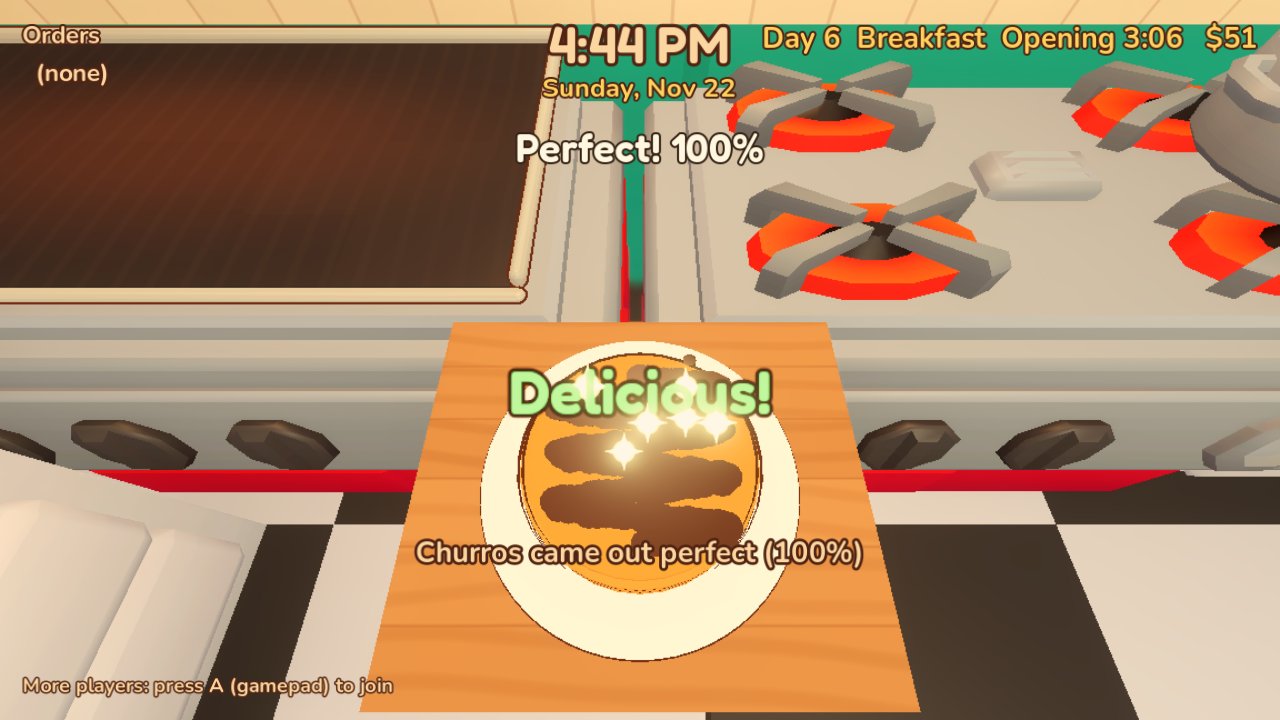 Orders
(none)
4:44 PM
Sunday, Nov 22
Day 6 Breakfast Opening 3:06 $51
Perfect! 100%
Delicious!
Churros came out perfect (100%)
More players: press A (gamepad) to join